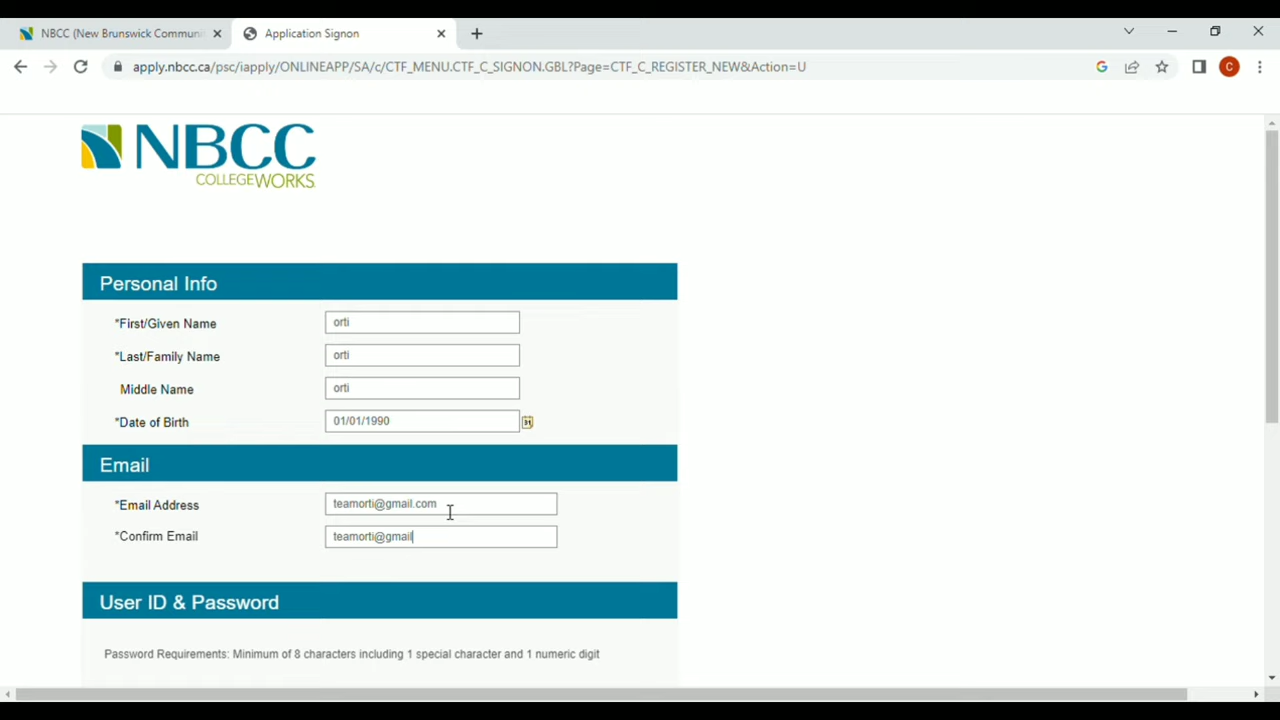 NBCC (New Brunswick Commun
Application Signon
apply.nbcc.ca/psc/iapply/ONLINEAPP/SA/c/CTF_MENU.CTF_C_SIGNON.GBL?Page=CTF_C_REGISTER_NEW&Action=U
C
NBCC
COLLEGEWORKS.
Personal Info
*First/Given Name orti
*Last/Family Name orti
Middle Name orti
*Date of Birth 01/01/1990
Email
*Email Address teamorti@gmail.com
*Confirm Email teamorti@gmail
User ID & Password
Password Requirements: Minimum of 8 characters including 1 special character and 1 numeric digit